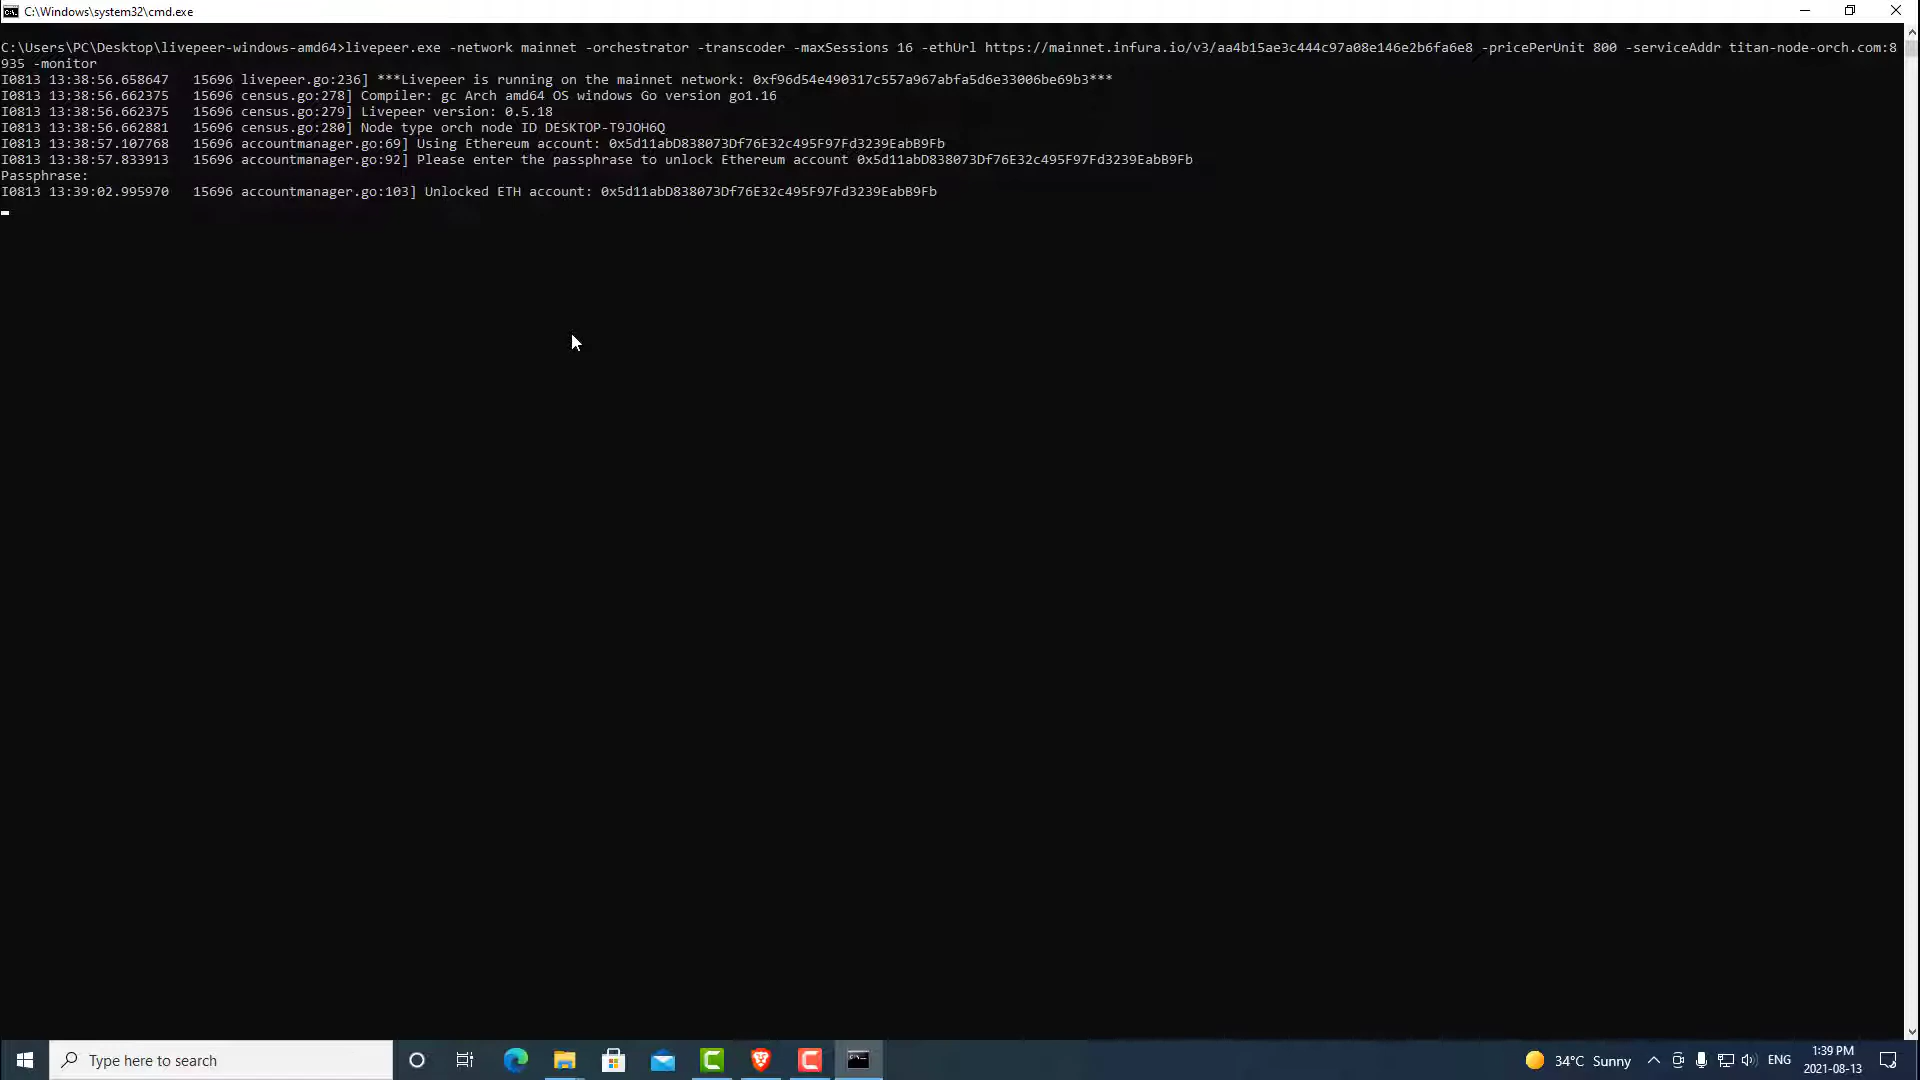 C:\Windows\system32\cmd.exe
C:\Users\PC\Desktop\livepeer-windows-amd64>livepeer.exe -network mainnet -orchestrator -transcoder -maxSessions 16 -ethUrl https://mainnet.infura.io/v3/aa4b15ae3c444c97a08e146e2b6fa6e8 -pricePerUnit 800 -serviceAddr titan-node-orch.com:8
935 -monitor
I0813 13:38:56.658647   15696 livepeer.go:236] ***Livepeer is running on the mainnet network: 0xf96d54e490317c557a967abfa5d6e33006be69b3***
I0813 13:38:56.662375   15696 census.go:278] Compiler: gc Arch amd64 OS windows Go version go1.16
I0813 13:38:56.662375   15696 census.go:279] Livepeer version: 0.5.18
I0813 13:38:56.662881   15696 census.go:280] Node type orch node ID DESKTOP-T9JOH6Q
I0813 13:38:57.107768   15696 accountmanager.go:69] Using Ethereum account: 0x5d11abD838073Df76E32c495F97Fd3239EabB9Fb
I0813 13:38:57.833913   15696 accountmanager.go:92] Please enter the passphrase to unlock Ethereum account 0x5d11abD838073Df76E32c495F97Fd3239EabB9Fb
Passphrase:
I0813 13:39:02.995970   15696 accountmanager.go:103] Unlocked ETH account: 0x5d11abD838073Df76E32c495F97Fd3239EabB9Fb
Type here to search
34°C Sunny
ENG
1:39 PM
2021-08-13